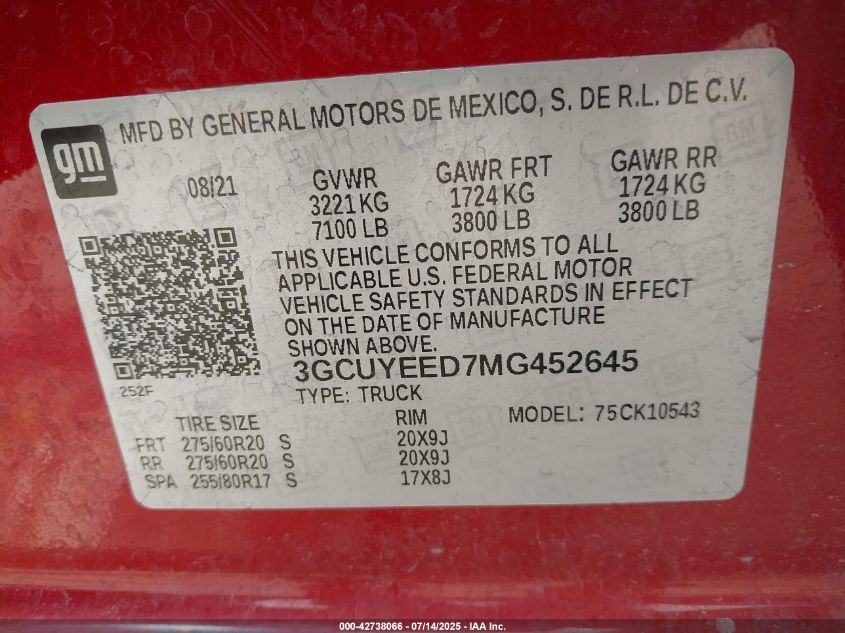 gm
MFD BY GENERAL MOTORS DE MEXICO, S. DE R.L. DE C.V.
08/21
GVWR
3221 KG
7100 LB
GAWR FRT
1724 KG
3800 LB
GAWR RR
1724 KG
3800 LB
THIS VEHICLE CONFORMS TO ALL
APPLICABLE U.S. FEDERAL MOTOR
VEHICLE SAFETY STANDARDS IN EFFECT
ON THE DATE OF MANUFACTURE
SHOWN ABOVE.
3GCUYEED7MG452645
252F
TYPE: TRUCK
MODEL: 75CK10543
TIRE SIZE RIM
FRT 275/60R20 S 20X9J
RR 275/60R20 S 20X9J
SPA 255/80R17 S 17X8J
000-42738066 - 07/14/2025 - IAA Inc.